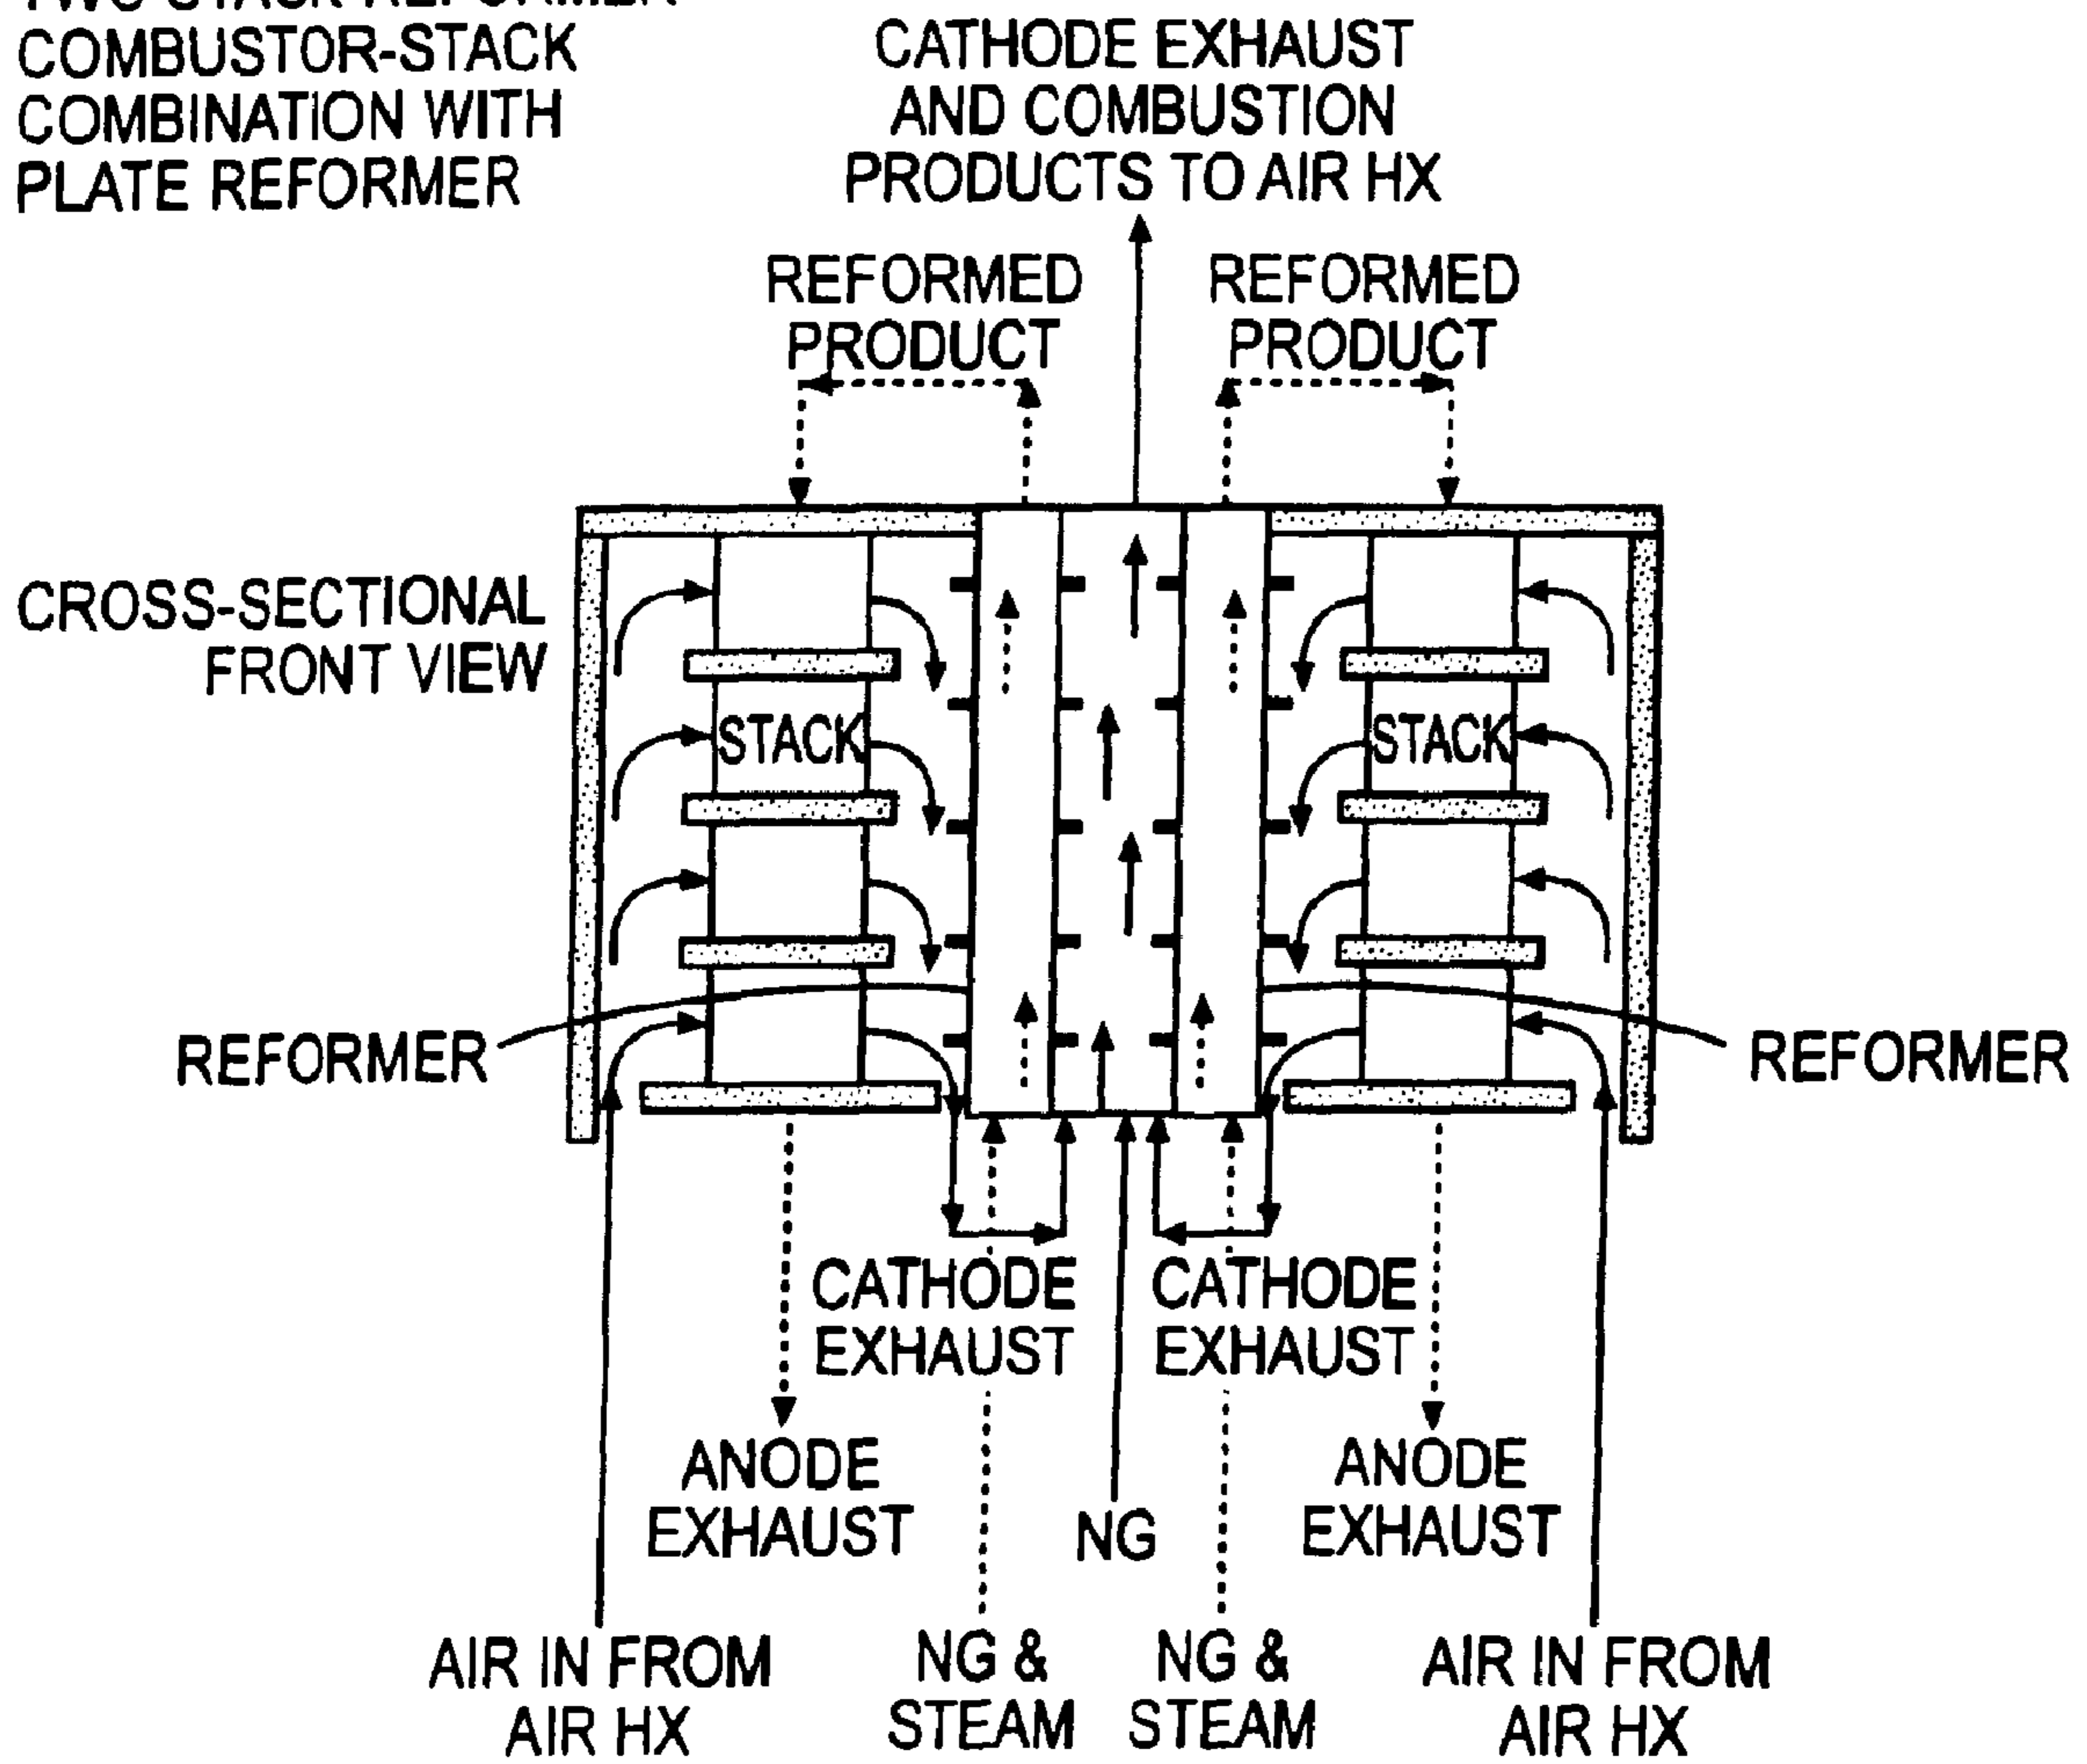 COMBUSTOR-STACK
COMBINATION WITH
PLATE REFORMER
CATHODE EXHAUST
AND COMBUSTION
PRODUCTS TO AIR HX
REFORMED
PRODUCT
REFORMED
PRODUCT
CROSS-SECTIONAL
FRONT VIEW
STACK
STACK
REFORMER
REFORMER
CATHODE
EXHAUST
CATHODE
EXHAUST
ANODE
EXHAUST
NG
ANODE
EXHAUST
AIR IN FROM
AIR HX
NG &
STEAM
NG &
STEAM
AIR IN FROM
AIR HX